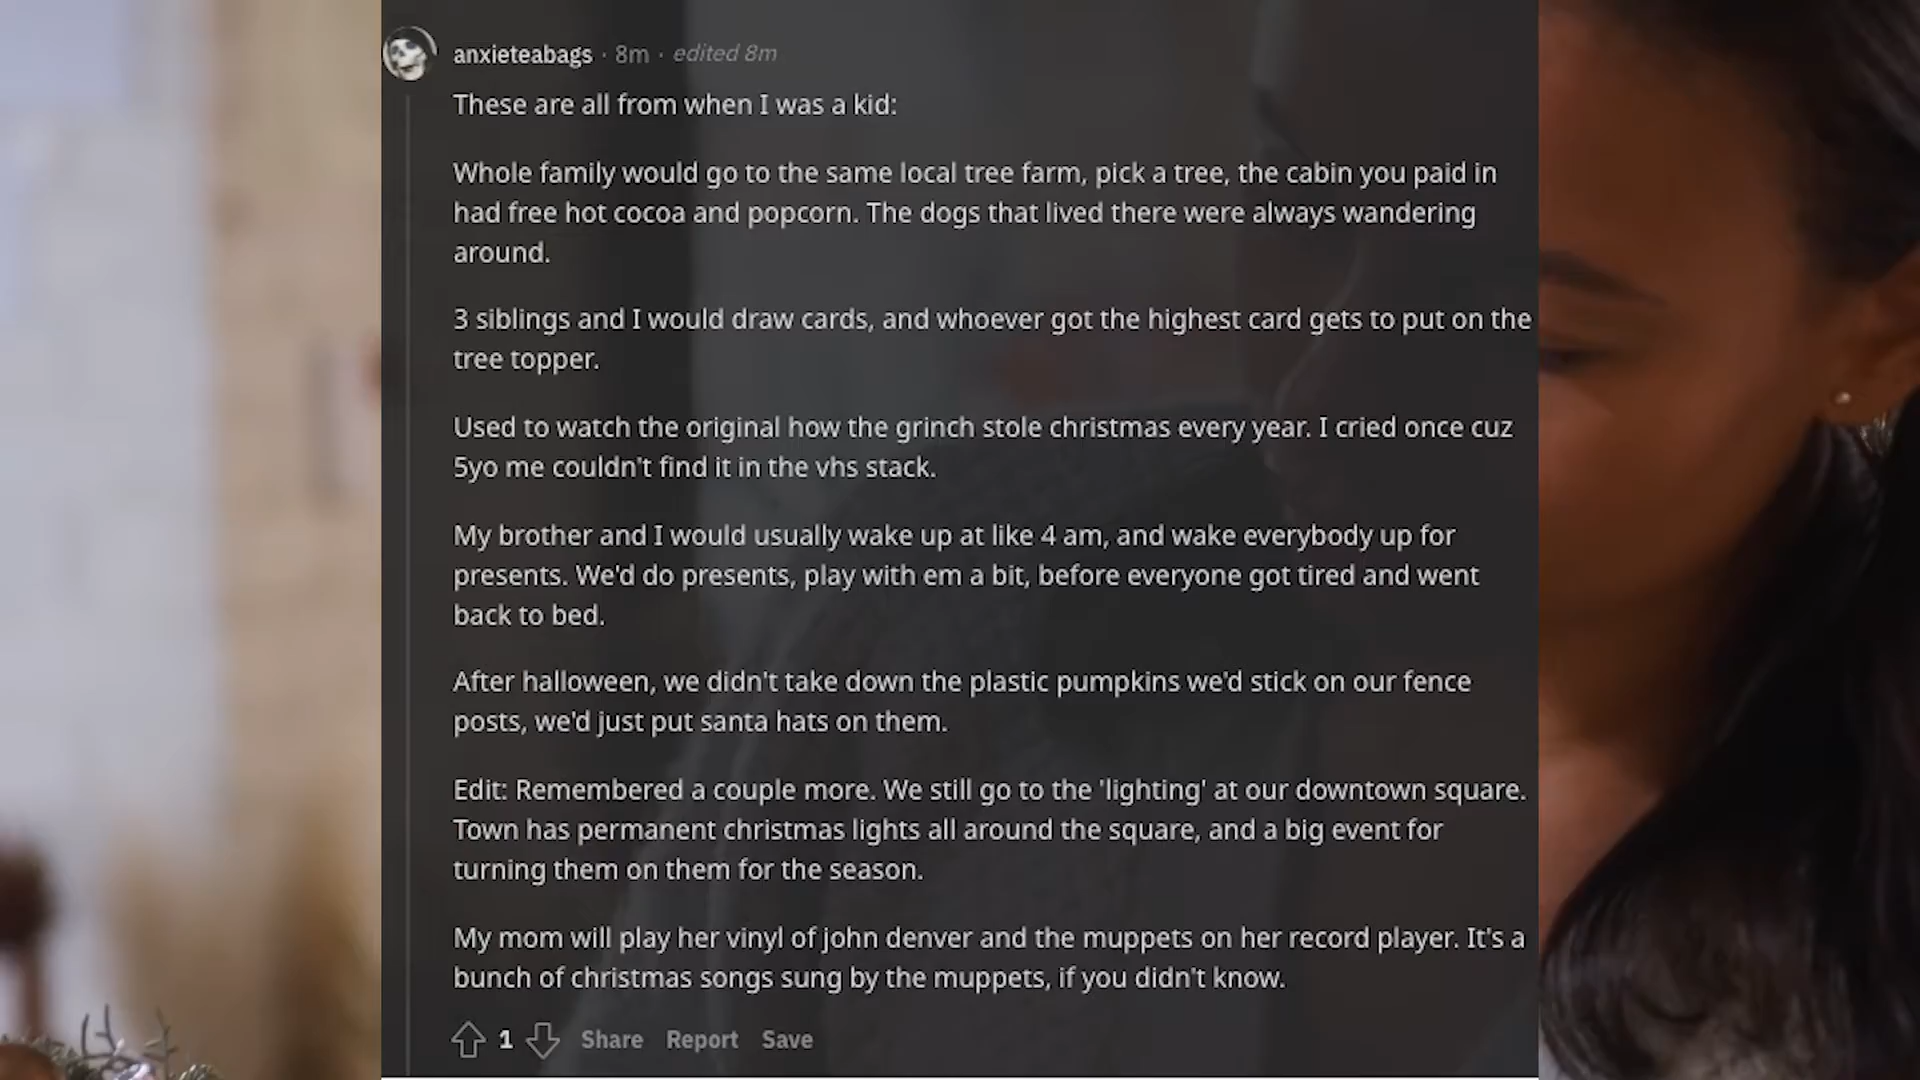 anxieteabags · 8m · edited 8m
These are all from when I was a kid:
Whole family would go to the same local tree farm, pick a tree, the cabin you paid in
had free hot cocoa and popcorn. The dogs that lived there were always wandering
around.
3 siblings and I would draw cards, and whoever got the highest card gets to put on the
tree topper.
Used to watch the original how the grinch stole christmas every year. I cried once cuz
5yo me couldn't find it in the vhs stack.
My brother and I would usually wake up at like 4 am, and wake everybody up for
presents. We'd do presents, play with em a bit, before everyone got tired and went
back to bed.
After halloween, we didn't take down the plastic pumpkins we'd stick on our fence
posts, we'd just put santa hats on them.
Edit: Remembered a couple more. We still go to the 'lighting' at our downtown square.
Town has permanent christmas lights all around the square, and a big event for
turning them on them for the season.
My mom will play her vinyl of john denver and the muppets on her record player. It's a
bunch of christmas songs sung by the muppets, if you didn't know.
1 Share Report Save